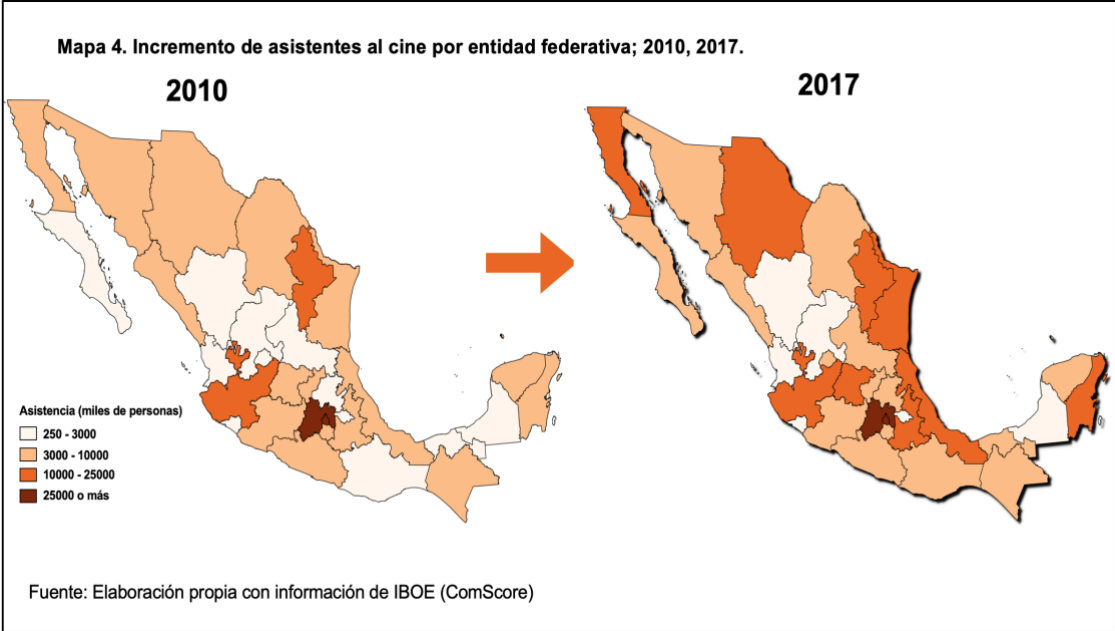 Mapa 4. Incremento de asistentes al cine por entidad federativa; 2010, 2017.
2010
2017
Asistencia (miles de personas)
250 - 3000
3000 - 10000
10000 - 25000
25000 o más
Fuente: Elaboración propia con información de IBOE (ComScore)